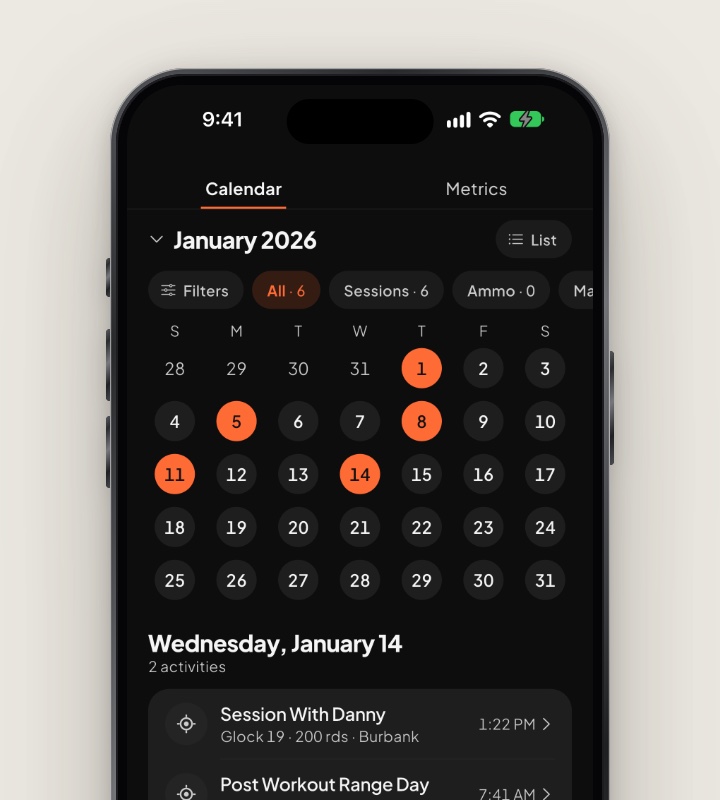 9:41
Calendar Metrics
January 2026 List
Filters All · 6 Sessions · 6 Ammo · 0 Ma
S M T W T F S
28 29 30 31 1 2 3
4 5 6 7 8 9 10
11 12 13 14 15 16 17
18 19 20 21 22 23 24
25 26 27 28 29 30 31
Wednesday, January 14
2 activities
Session With Danny 1:22 PM
Glock 19 · 200 rds · Burbank
Post Workout Range Day 7:41 AM